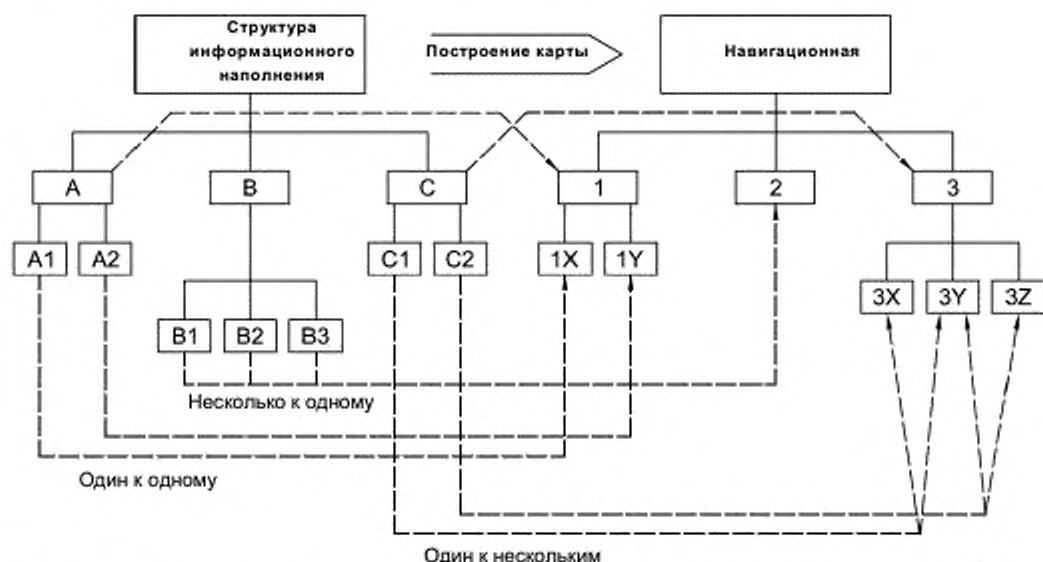 Структура
информационного
наполнения
Построение карты
Навигационная
A
B
C
1
2
3
A1
A2
C1
C2
1X
1Y
3X
3Y
3Z
B1
B2
B3
Несколько к одному
Один к одному
Один к нескольким